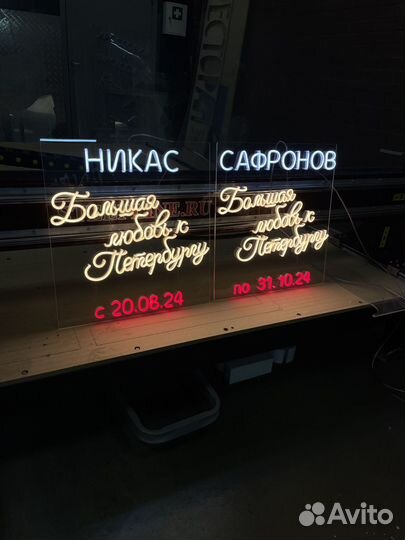 НИКАС
Большая
любовь к
Петербургу
с 20.08.24
САФРОНОВ
Большая
любовь к
Петербургу
по 31.10.24
Avito